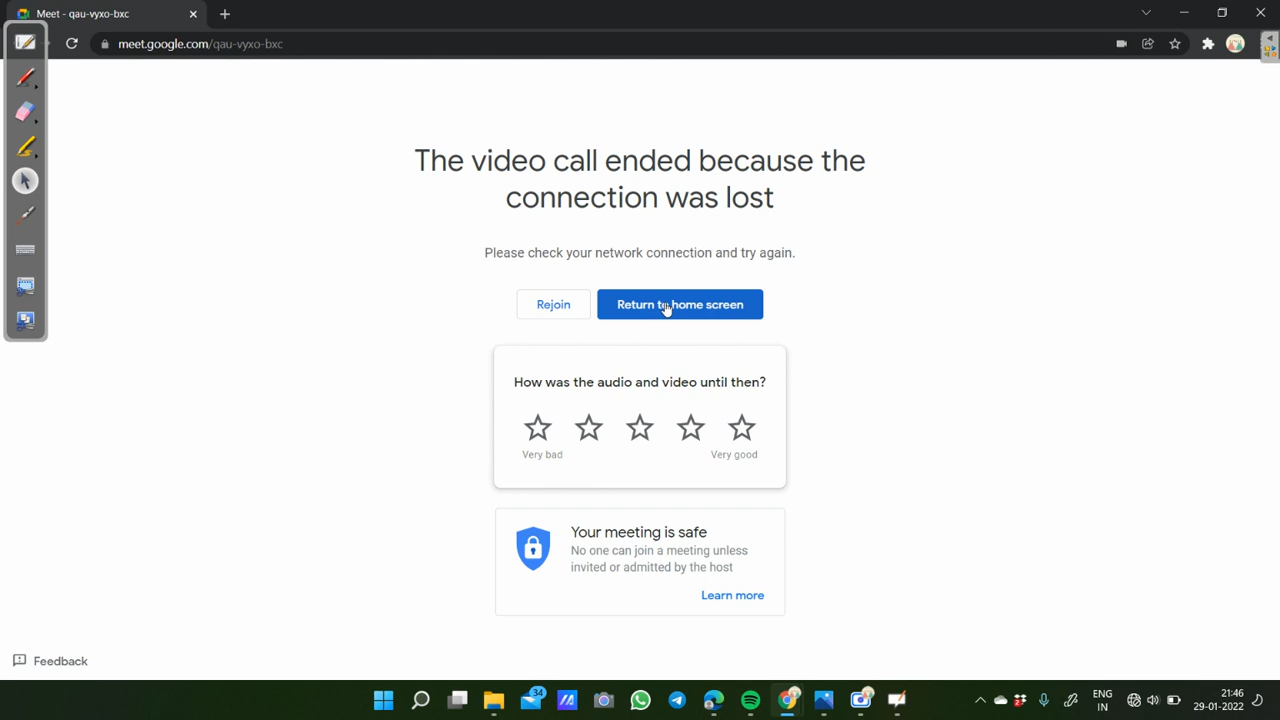 Meet - qau-vyxo-bxc
meet.google.com/qau-vyxo-bxc
The video call ended because the
connection was lost
Please check your network connection and try again.
Rejoin
Return to home screen
How was the audio and video until then?
Very bad
Very good
Your meeting is safe
No one can join a meeting unless
invited or admitted by the host
Learn more
Feedback
34
ENG
IN
21:46
29-01-2022